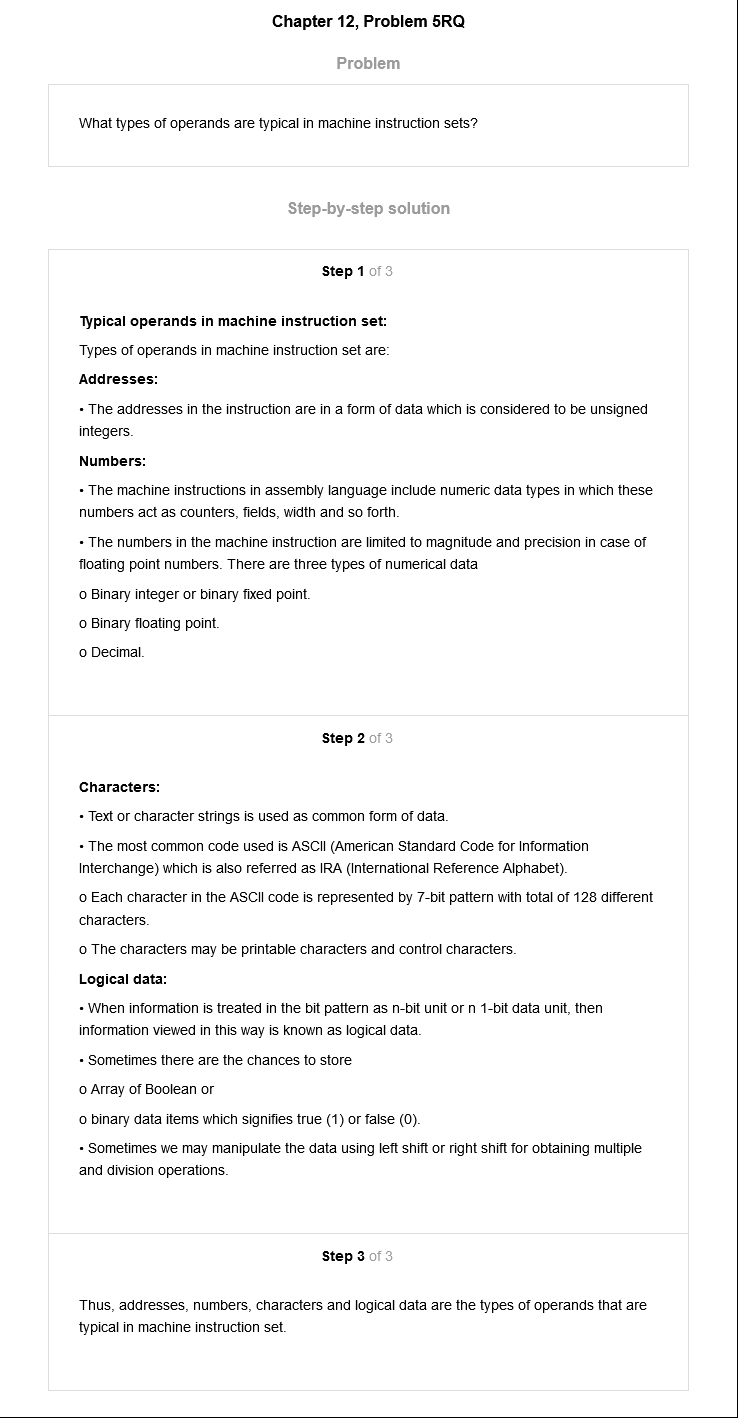 Chapter 12, Problem 5RQ
Problem
What types of operands are typical in machine instruction sets?
Step-by-step solution
Step 1 of 3
Typical operands in machine instruction set:
Types of operands in machine instruction set are:
Addresses:
• The addresses in the instruction are in a form of data which is considered to be unsigned
integers.
Numbers:
• The machine instructions in assembly language include numeric data types in which these
numbers act as counters, fields, width and so forth.
• The numbers in the machine instruction are limited to magnitude and precision in case of
floating point numbers. There are three types of numerical data
o Binary integer or binary fixed point.
o Binary floating point.
o Decimal.
Step 2 of 3
Characters:
• Text or character strings is used as common form of data.
• The most common code used is ASCII (American Standard Code for Information
Interchange) which is also referred as IRA (International Reference Alphabet).
o Each character in the ASCII code is represented by 7-bit pattern with total of 128 different
characters.
o The characters may be printable characters and control characters.
Logical data:
• When information is treated in the bit pattern as n-bit unit or n 1-bit data unit, then
information viewed in this way is known as logical data.
• Sometimes there are the chances to store
o Array of Boolean or
o binary data items which signifies true (1) or false (0).
• Sometimes we may manipulate the data using left shift or right shift for obtaining multiple
and division operations.
Step 3 of 3
Thus, addresses, numbers, characters and logical data are the types of operands that are
typical in machine instruction set.